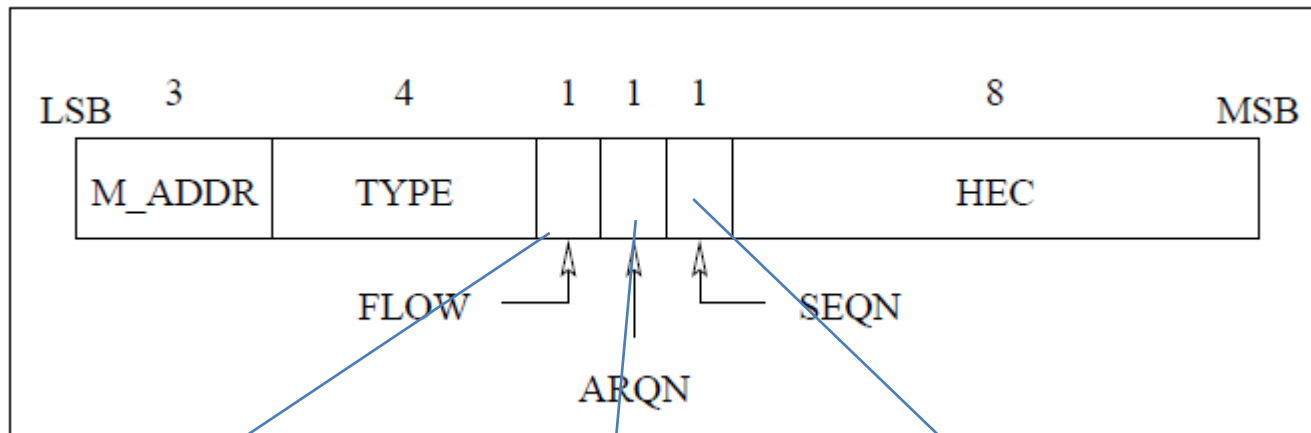 3 4 1 1 1 8
LSB MSB
M_ADDR TYPE HEC
FLOW SEQN
ARQN